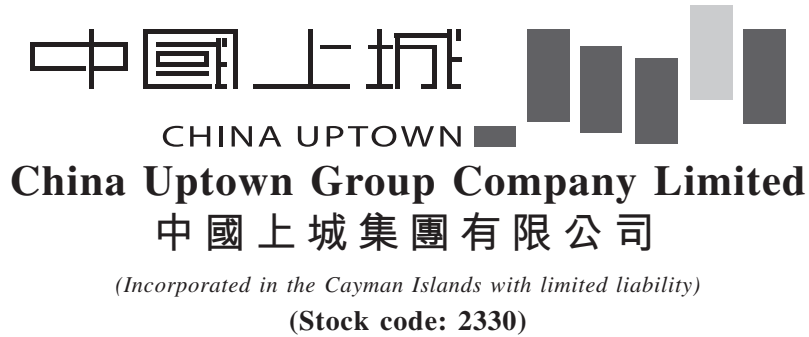 中國上城
CHINA UPTOWN
China Uptown Group Company Limited
中國上城集團有限公司
(Incorporated in the Cayman Islands with limited liability)
(Stock code: 2330)